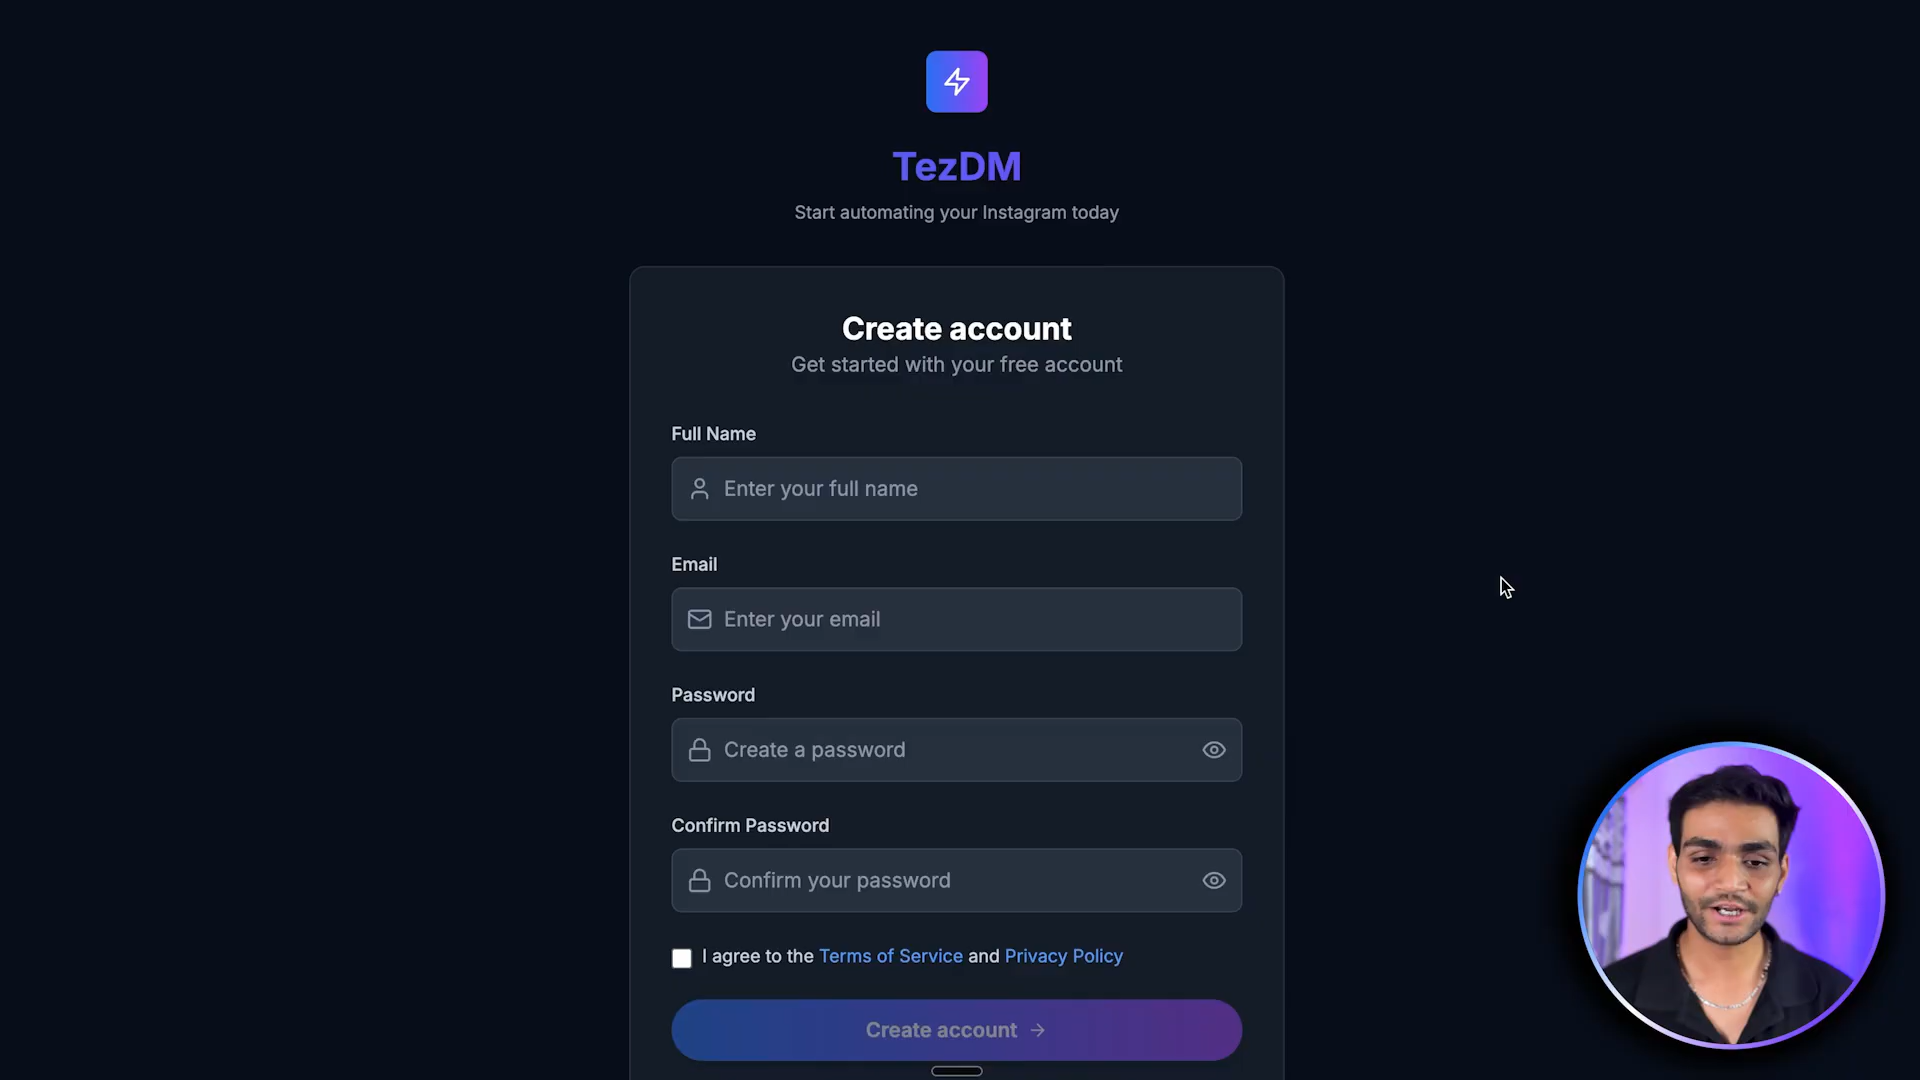 TezDM
Start automating your Instagram today
Create account
Get started with your free account
Full Name
Enter your full name
Email
Enter your email
Password
Create a password
Confirm Password
Confirm your password
I agree to the Terms of Service and Privacy Policy
Create account →